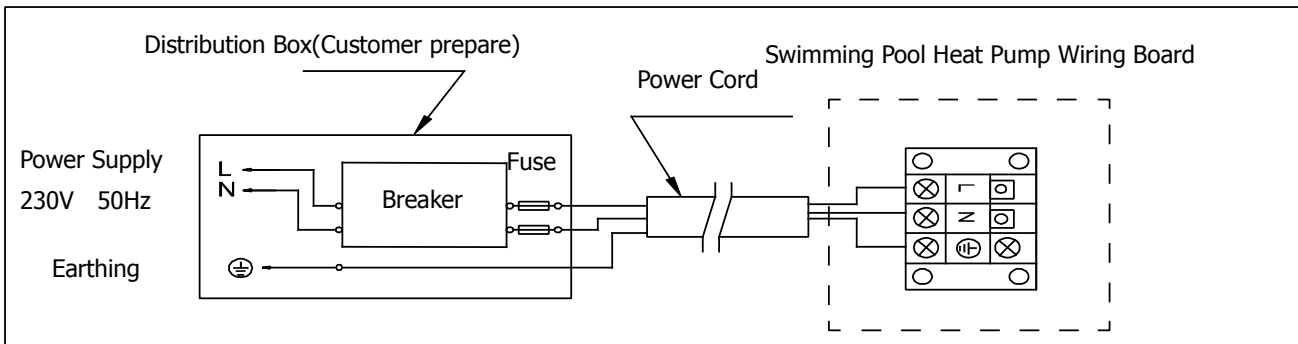 Distribution Box(Customer prepare)
Swimming Pool Heat Pump Wiring Board
Power Cord
Power Supply
230V 50Hz
Earthing
L
N
Breaker
Fuse
L
N